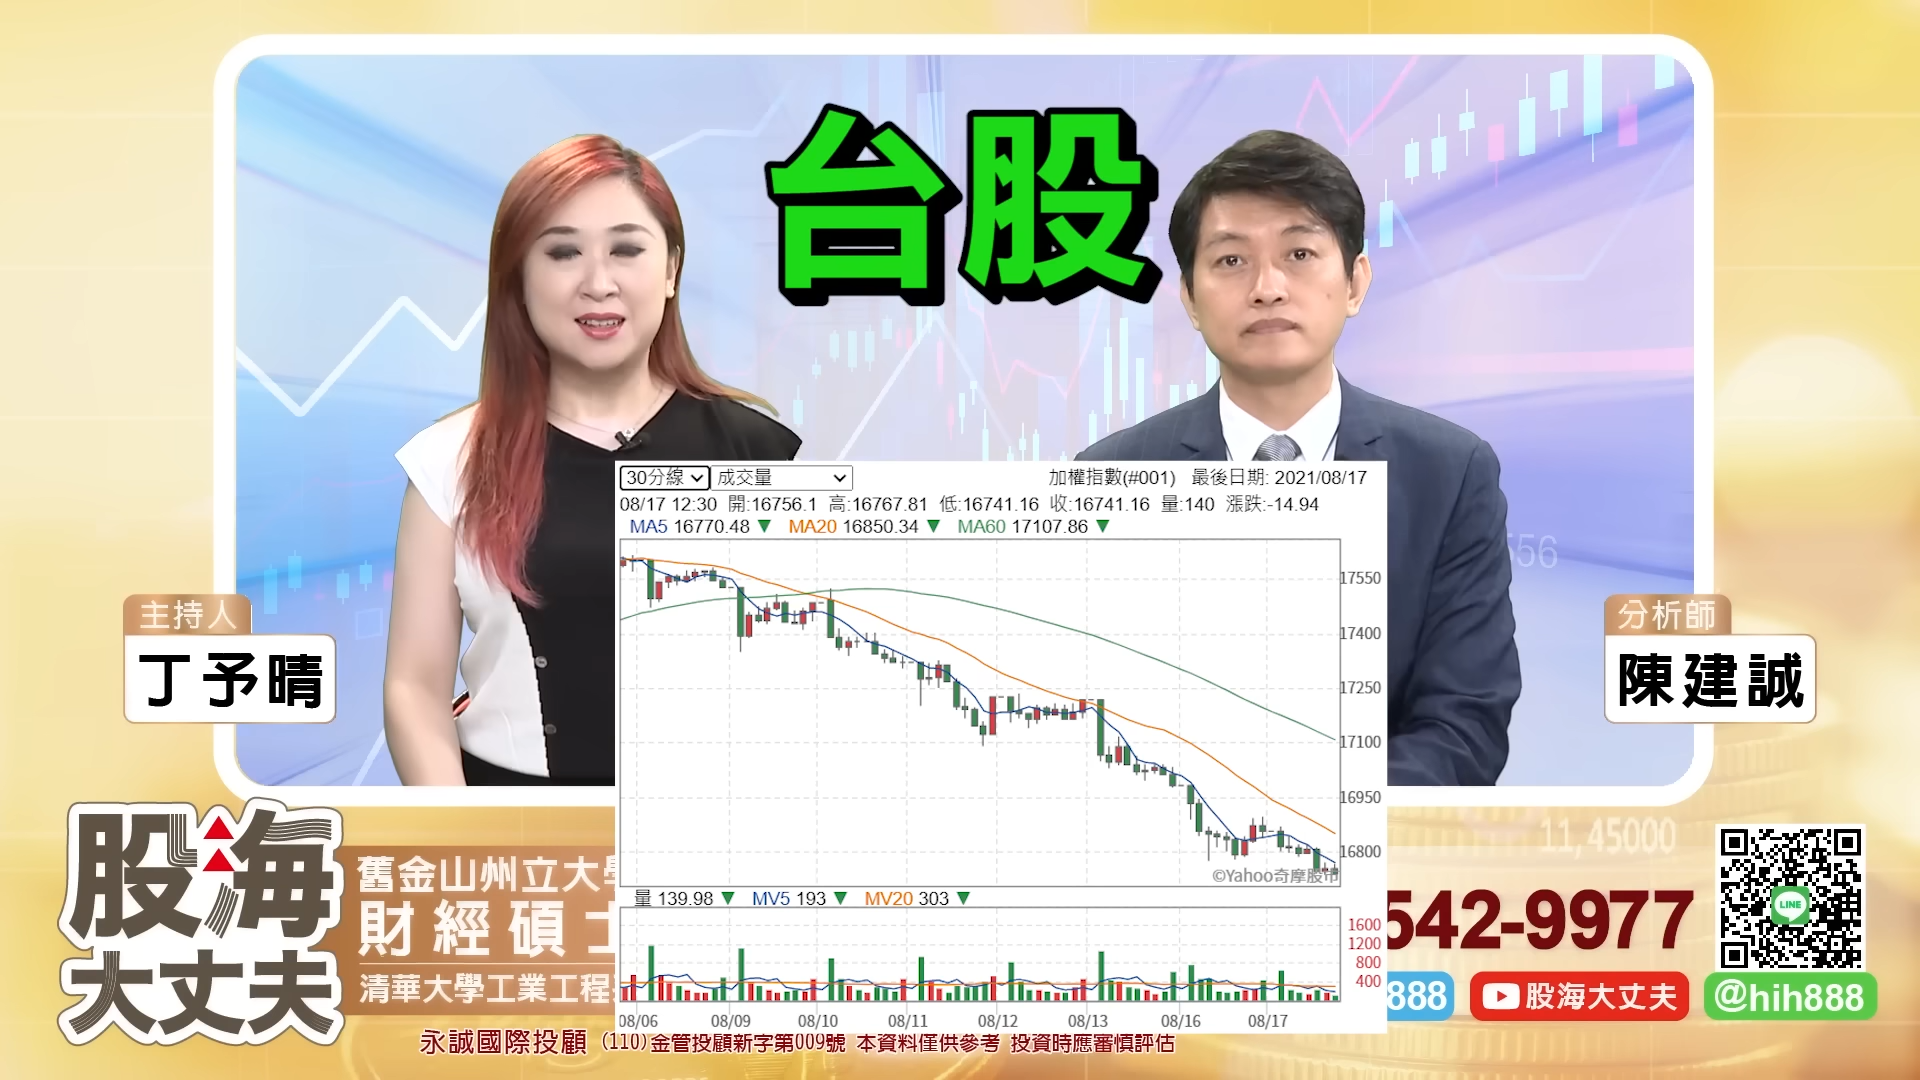 台股
主持人
丁予晴
分析師
陳建誠
30分線 成交量 加權指數(#001) 最後日期: 2021/08/17
08/17 12:30 開:16756.1 高:16767.81 低:16741.16 收:16741.16 量:140 漲跌:-14.94
MA5 16770.48 ▼ MA20 16850.34 ▼ MA60 17107.86 ▼
17550
17400
17250
17100
16950
16800
©Yahoo奇摩股市
量 139.98 ▼ MV5 193 ▼ MV20 303 ▼
1600
1200
800
400
08/06 08/09 08/10 08/11 08/12 08/13 08/16 08/17
股海
大丈夫
舊金山州立大
財經碩
清華大學工業工程
11,45000
542-9977
LINE
888
股海大丈夫
@hih888
永誠國際投顧 (110)金管投顧新字第009號 本資料僅供參考 投資時應審慎評估